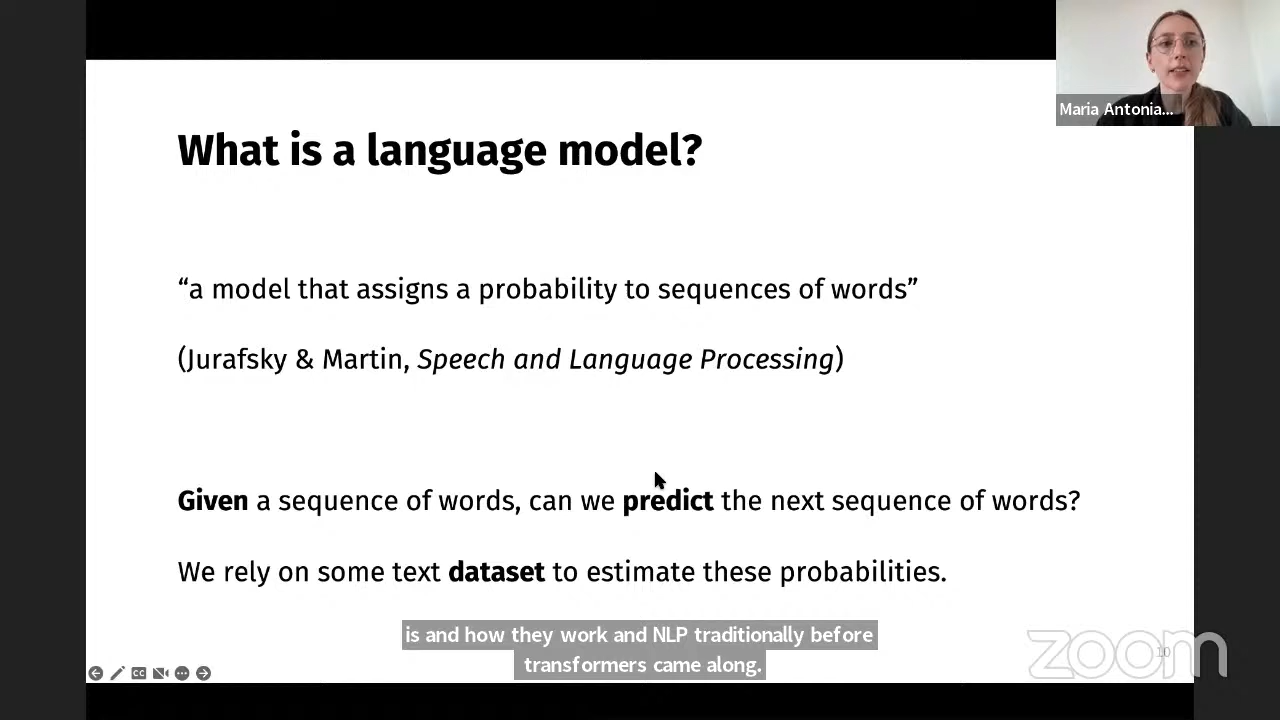 Maria Antonia...
What is a language model?
“a model that assigns a probability to sequences of words”
(Jurafsky & Martin, Speech and Language Processing)
Given a sequence of words, can we predict the next sequence of words?
We rely on some text dataset to estimate these probabilities.
is and how they work and NLP traditionally before
transformers came along.
zoom
10
CC